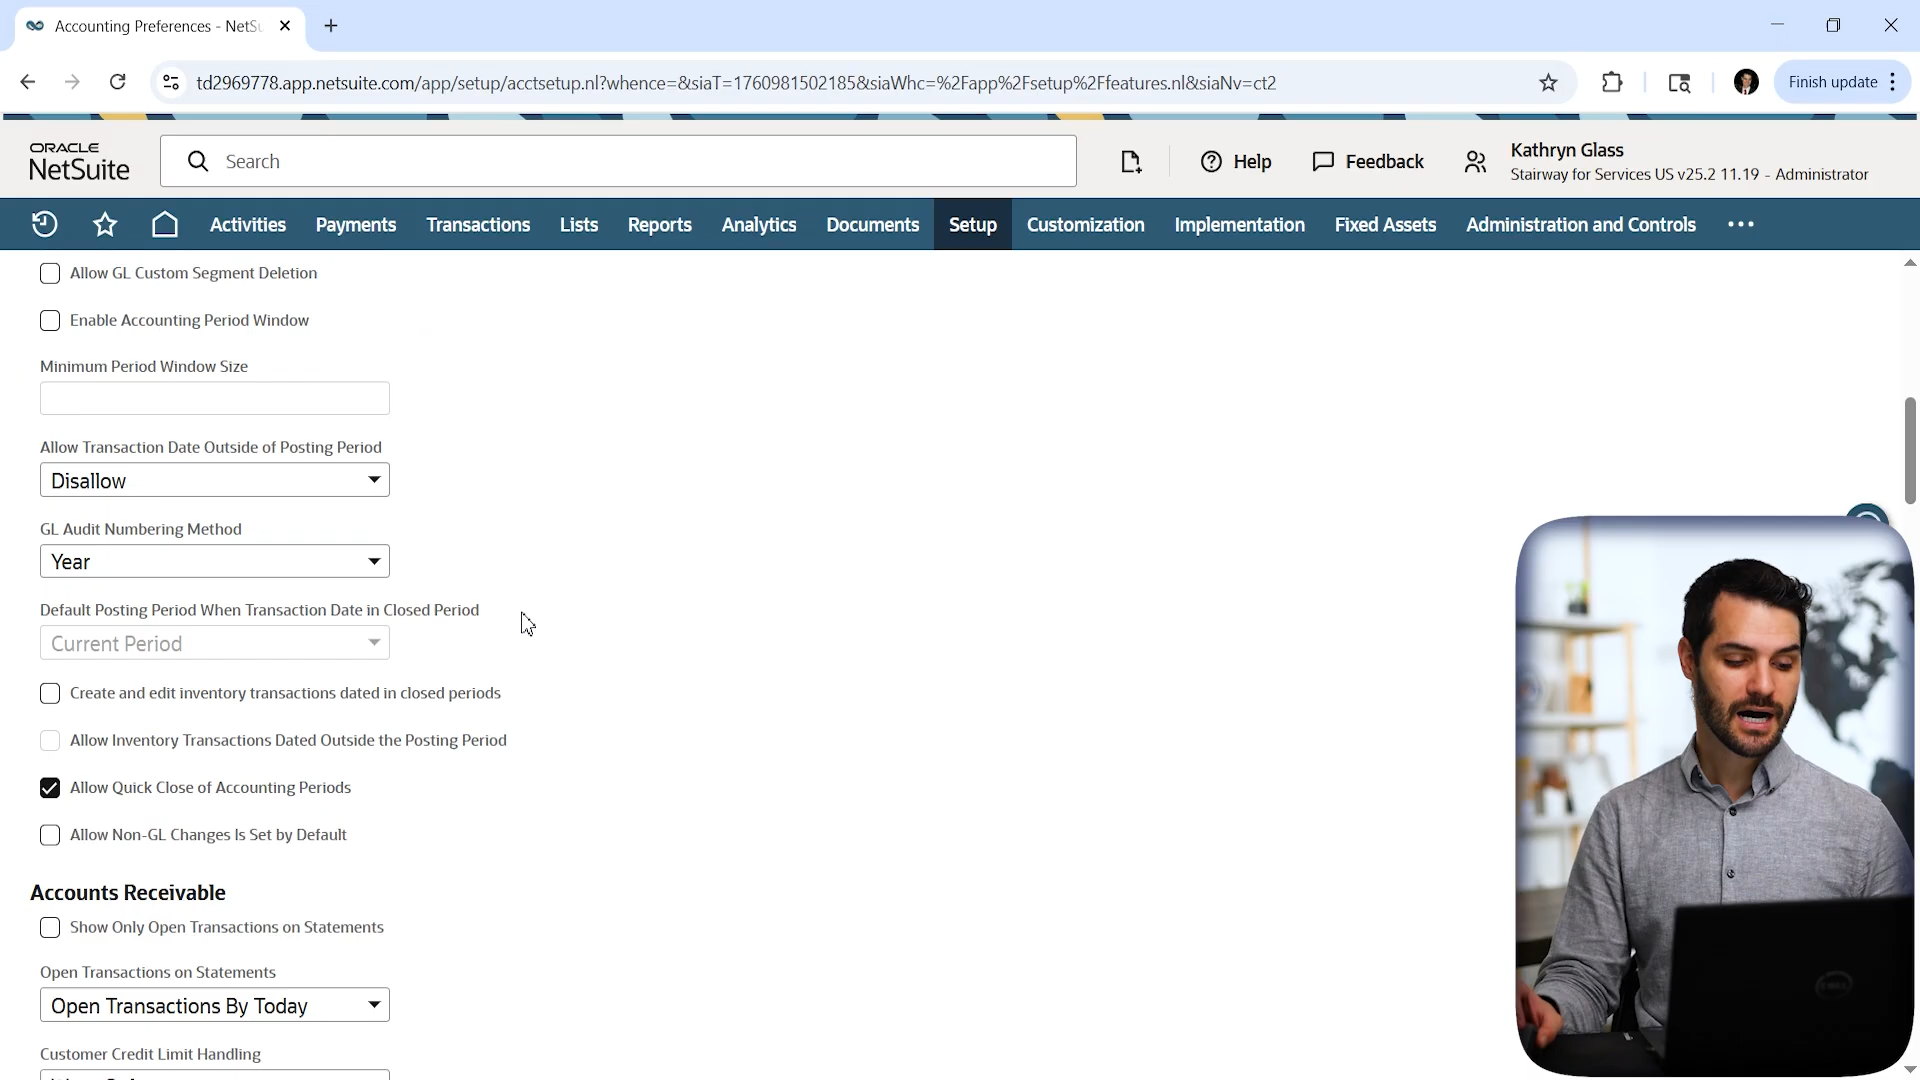 Accounting Preferences - NetSu
td2969778.app.netsuite.com/app/setup/acctsetup.nl?whence=&siaT=1760981502185&siaWhc=%2Fapp%2Fsetup%2Ffeatures.nl&siaNv=ct2
Finish update
ORACLE
NetSuite
Search
Help
Feedback
Kathryn Glass
Stairway for Services US v25.2 11.19 - Administrator
Activities Payments Transactions Lists Reports Analytics Documents Setup Customization Implementation Fixed Assets Administration and Controls
Allow GL Custom Segment Deletion
Enable Accounting Period Window
Minimum Period Window Size
Allow Transaction Date Outside of Posting Period
Disallow
GL Audit Numbering Method
Year
Default Posting Period When Transaction Date in Closed Period
Current Period
Create and edit inventory transactions dated in closed periods
Allow Inventory Transactions Dated Outside the Posting Period
Allow Quick Close of Accounting Periods
Allow Non-GL Changes Is Set by Default
Accounts Receivable
Show Only Open Transactions on Statements
Open Transactions on Statements
Open Transactions By Today
Customer Credit Limit Handling
DELL